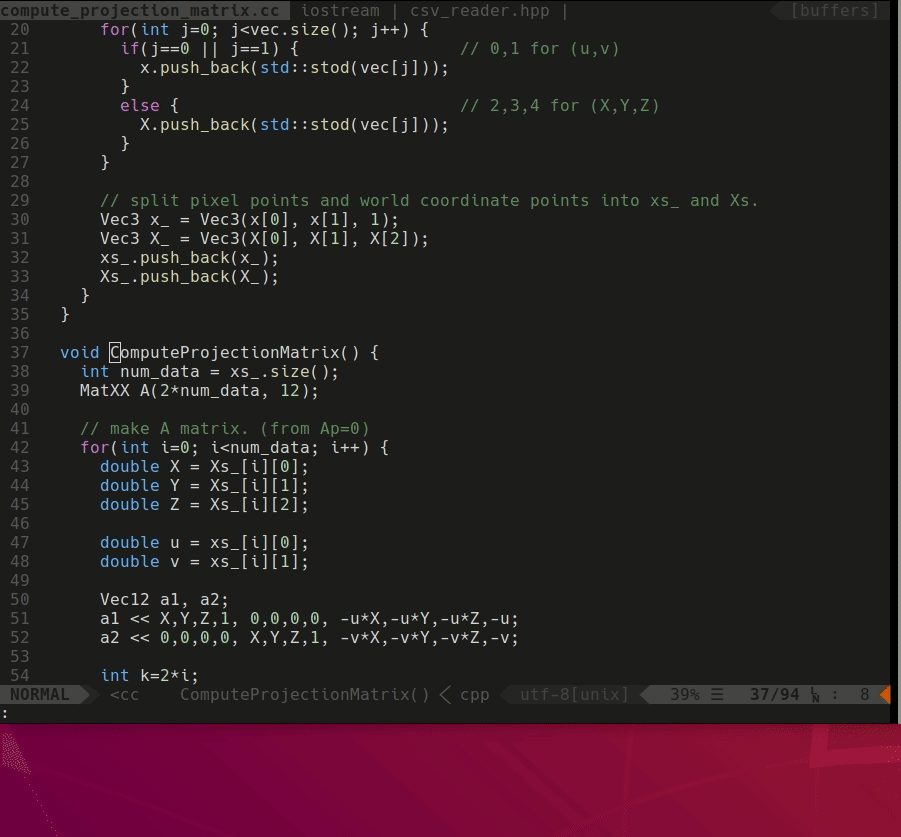 compute_projection_matrix.cc iostream | csv_reader.hpp | [buffers]
20 for(int j=0; j<vec.size(); j++) {
21 if(j==0 || j==1) { // 0,1 for (u,v)
22 x.push_back(std::stod(vec[j]));
23 }
24 else { // 2,3,4 for (X,Y,Z)
25 X.push_back(std::stod(vec[j]));
26 }
27 }
28
29 // split pixel points and world coordinate points into xs_ and Xs.
30 Vec3 x_ = Vec3(x[0], x[1], 1);
31 Vec3 X_ = Vec3(X[0], X[1], X[2]);
32 xs_.push_back(x_);
33 Xs_.push_back(X_);
34 }
35 }
36
37 void ComputeProjectionMatrix() {
38 int num_data = xs_.size();
39 MatXX A(2*num_data, 12);
40
41 // make A matrix. (from Ap=0)
42 for(int i=0; i<num_data; i++) {
43 double X = Xs_[i][0];
44 double Y = Xs_[i][1];
45 double Z = Xs_[i][2];
46
47 double u = xs_[i][0];
48 double v = xs_[i][1];
49
50 Vec12 a1, a2;
51 a1 << X,Y,Z,1, 0,0,0,0, -u*X,-u*Y,-u*Z,-u;
52 a2 << 0,0,0,0, X,Y,Z,1, -v*X,-v*Y,-v*Z,-v;
53
54 int k=2*i;
NORMAL <cc ComputeProjectionMatrix() < cpp utf-8[unix] 39% ☰ 37/94 ㏑ : 8
: